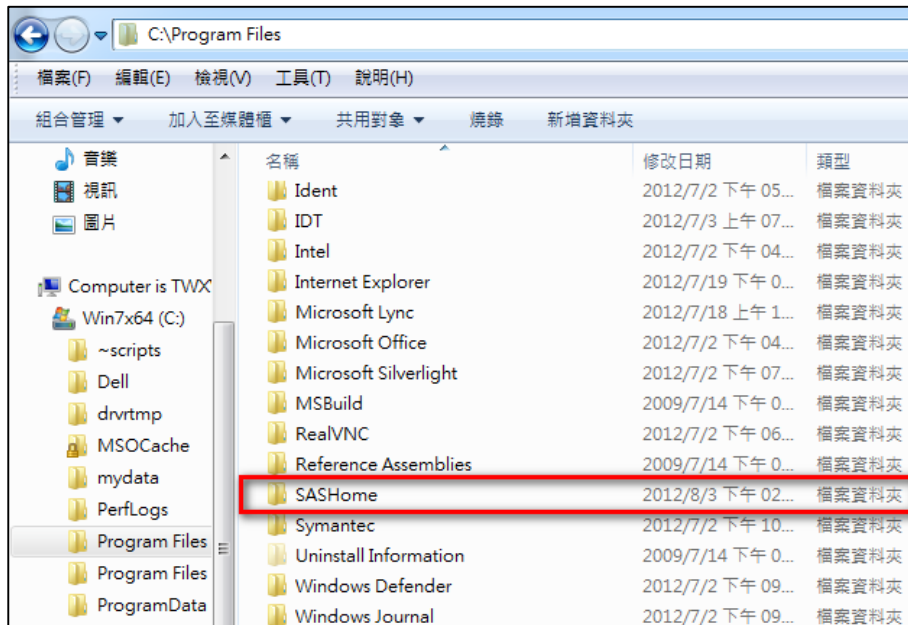 C:\Program Files
檔案(F) 編輯(E) 檢視(V) 工具(T) 說明(H)
組合管理 加入至媒體櫃 共用對象 燒錄 新增資料夾
音樂
視訊
圖片
Computer is TWX
Win7x64 (C:)
~scripts
Dell
drvrtmp
MSOCache
mydata
PerfLogs
Program Files
Program Files
ProgramData
名稱 修改日期 類型
Ident 2012/7/2 下午 05... 檔案資料夾
IDT 2012/7/3 上午 07... 檔案資料夾
Intel 2012/7/2 下午 04... 檔案資料夾
Internet Explorer 2012/7/19 下午 0... 檔案資料夾
Microsoft Lync 2012/7/18 上午 1... 檔案資料夾
Microsoft Office 2012/7/2 下午 04... 檔案資料夾
Microsoft Silverlight 2012/7/2 下午 07... 檔案資料夾
MSBuild 2009/7/14 下午 0... 檔案資料夾
RealVNC 2012/7/2 下午 06... 檔案資料夾
Reference Assemblies 2009/7/14 下午 0... 檔案資料夾
SASHome 2012/8/3 下午 02... 檔案資料夾
Symantec 2012/7/2 下午 10... 檔案資料夾
Uninstall Information 2009/7/14 下午 0... 檔案資料夾
Windows Defender 2012/7/2 下午 09... 檔案資料夾
Windows Journal 2012/7/2 下午 09... 檔案資料夾